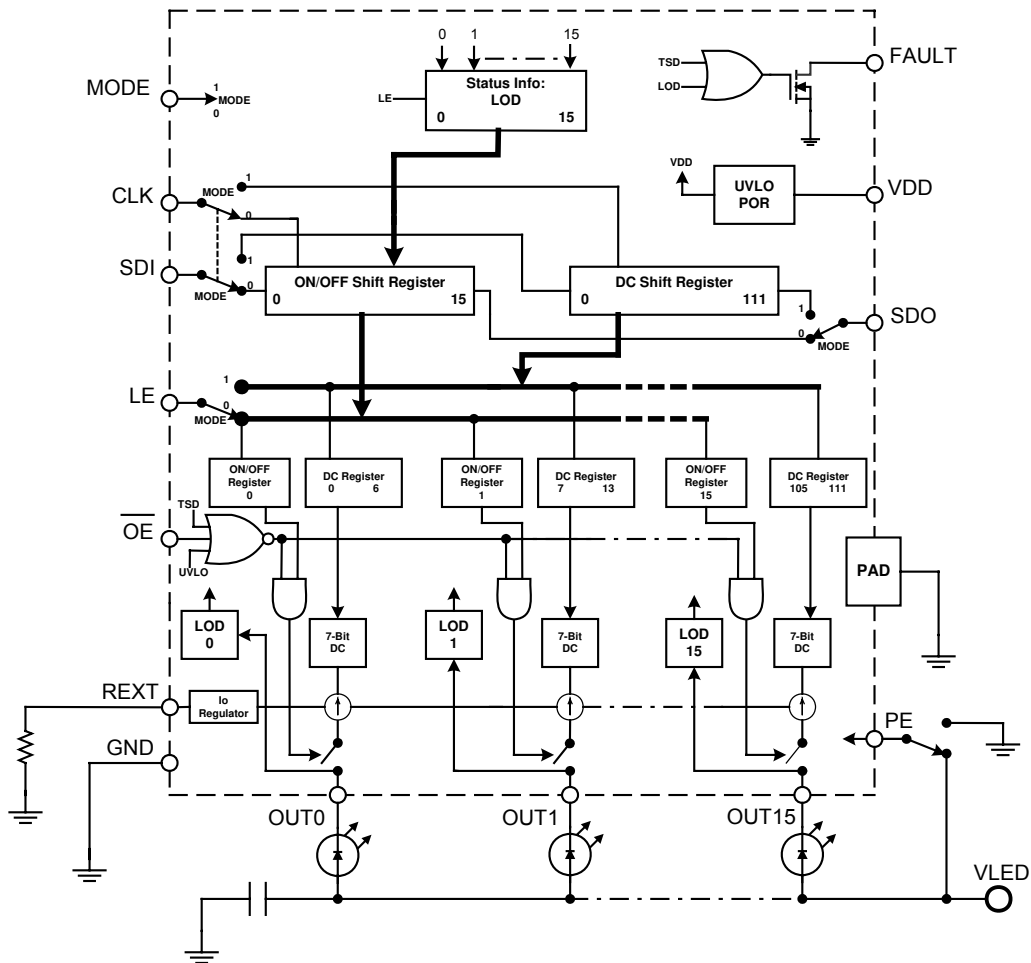 0 1 15
Status Info:
LOD
0 15
LE
TSD
LOD
FAULT
MODE
1
MODE
0
VDD
UVLO
POR
VDD
CLK
MODE
1
0
SDI
MODE
1
0
ON/OFF Shift Register
0 15
DC Shift Register
0 111
1
0
MODE
SDO
LE
1
0
MODE
ON/OFF
Register
0
DC Register
0 6
ON/OFF
Register
1
DC Register
7 13
ON/OFF
Register
15
DC Register
105 111
OE
TSD
UVLO
PAD
LOD
0
7-Bit
DC
LOD
1
7-Bit
DC
LOD
15
7-Bit
DC
REXT
Io
Regulator
PE
GND
OUT0
OUT1
OUT15
VLED